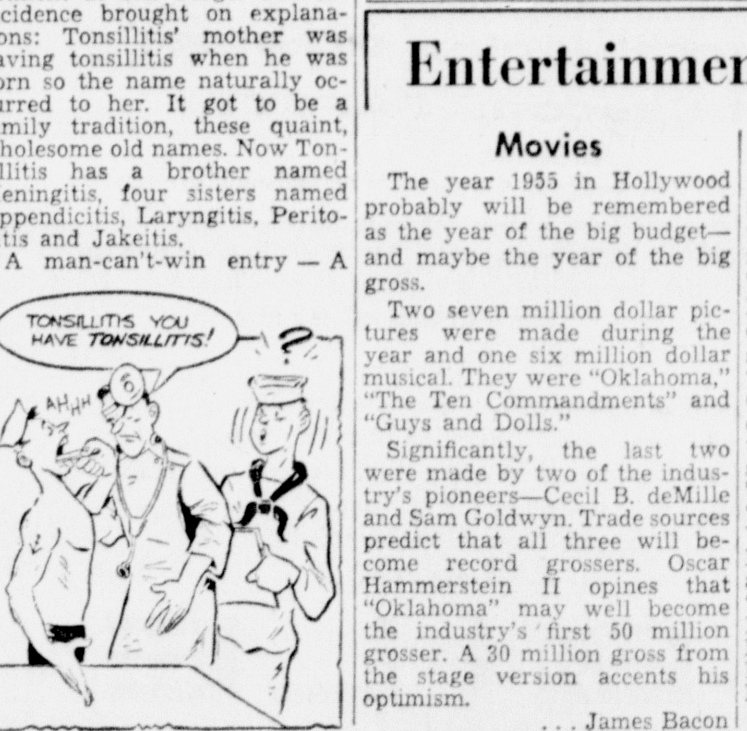 cidence brought on explana-
ons: Tonsillitis' mother was
aving tonsillitis when he was
orn so the name naturally oc-
urred to her. It got to be a
mily tradition, these quaint,
holesome old names. Now Ton-
llitis has a brother named
eningitis, four sisters named
ppendicitis, Laryngitis, Perito-
tis and Jakeitis.
A man-can't-win entry — A
TONSILLITIS YOU
HAVE TONSILLITIS!
?
AHHH
Entertainmen
Movies
The year 1955 in Hollywood
probably will be remembered
as the year of the big budget—
and maybe the year of the big
gross.
Two seven million dollar pic-
tures were made during the
year and one six million dollar
musical. They were "Oklahoma,"
"The Ten Commandments" and
"Guys and Dolls."
Significantly, the last two
were made by two of the indus-
try's pioneers—Cecil B. deMille
and Sam Goldwyn. Trade sources
predict that all three will be-
come record grossers. Oscar
Hammerstein II opines that
"Oklahoma" may well become
the industry's first 50 million
grosser. A 30 million gross from
the stage version accents his
optimism.
. . . James Bacon